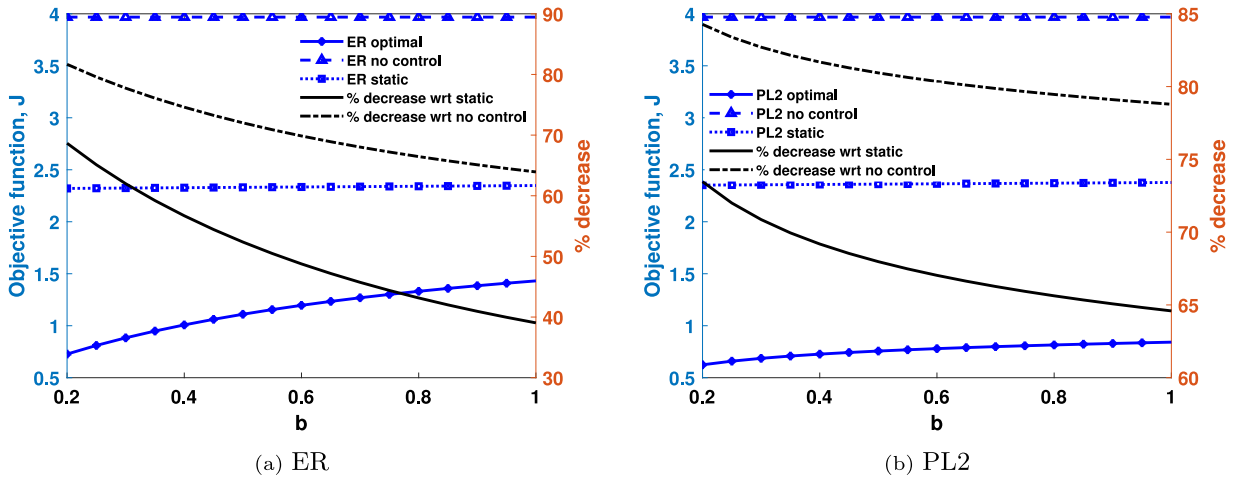 Objective function, J
4
3.5
3
2.5
2
1.5
1
0.5
ER optimal
ER no control
ER static
% decrease wrt static
% decrease wrt no control
90
80
70
60
50
40
30
% decrease
0.2
0.4
0.6
0.8
1
b
(a) ER
Objective function, J
4
3.5
3
2.5
2
1.5
1
0.5
PL2 optimal
PL2 no control
PL2 static
% decrease wrt static
% decrease wrt no control
85
80
75
70
65
60
% decrease
0.2
0.4
0.6
0.8
1
b
(b) PL2